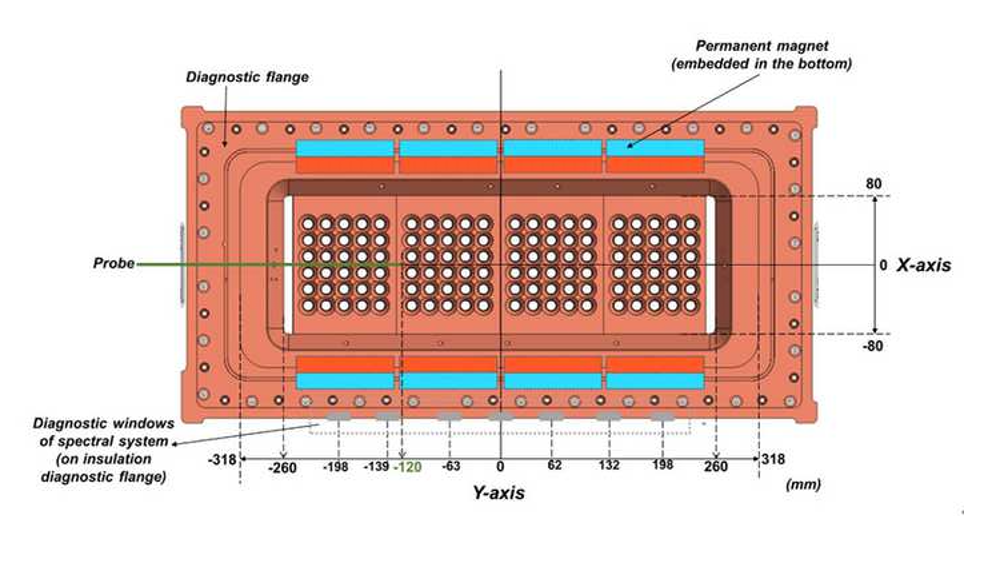 Permanent magnet
(embedded in the bottom)
Diagnostic flange
80
Probe
0 X-axis
-80
Diagnostic windows
of spectral system
(on insulation
diagnostic flange)
-318 -260 -198 -139 -120 -63 0 62 132 198 260 318
(mm)
Y-axis